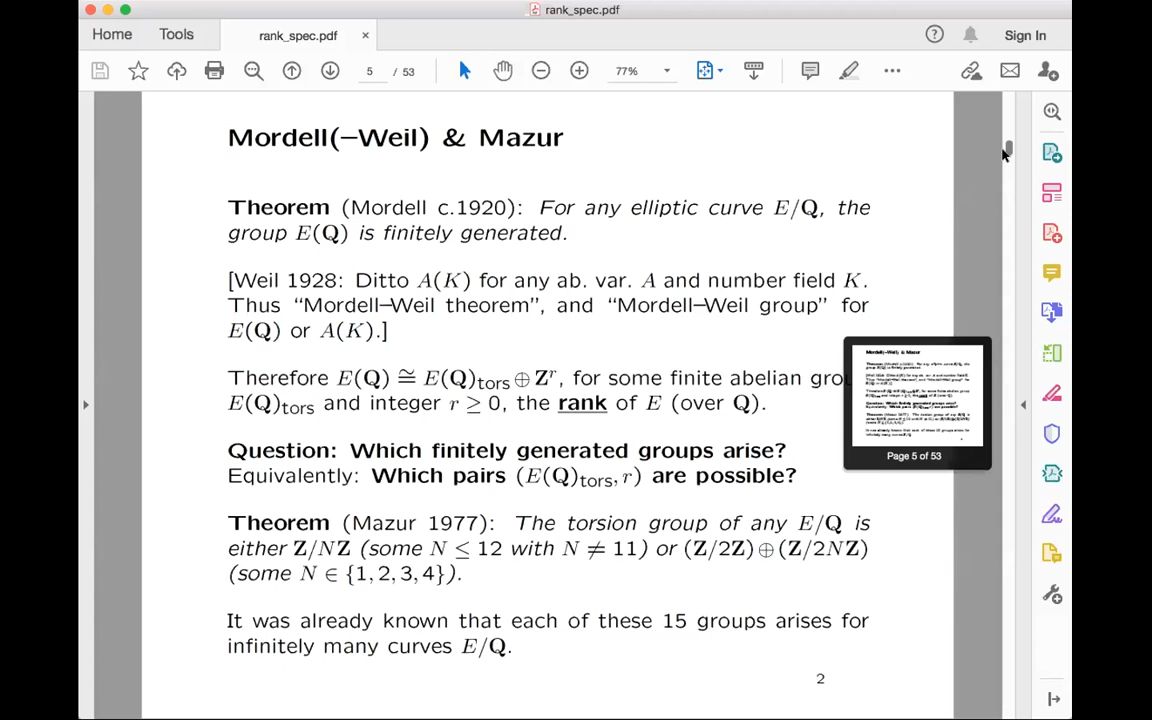 rank_spec.pdf
Home
Tools
rank_spec.pdf
×
Sign In
5 / 53
77%
Mordell(–Weil) & Mazur
Theorem (Mordell c.1920): For any elliptic curve E/Q, the
group E(Q) is finitely generated.
[Weil 1928: Ditto A(K) for any ab. var. A and number field K.
Thus “Mordell–Weil theorem”, and “Mordell–Weil group” for
E(Q) or A(K).]
Therefore E(Q) ≅ E(Q)tors ⊕ Z^r, for some finite abelian grou
E(Q)tors and integer r ≥ 0, the rank of E (over Q).
Page 5 of 53
Question: Which finitely generated groups arise?
Equivalently: Which pairs (E(Q)tors, r) are possible?
Theorem (Mazur 1977): The torsion group of any E/Q is
either Z/NZ (some N ≤ 12 with N ≠ 11) or (Z/2Z)⊕(Z/2NZ)
(some N ∈ {1, 2, 3, 4}).
It was already known that each of these 15 groups arises for
infinitely many curves E/Q.
2